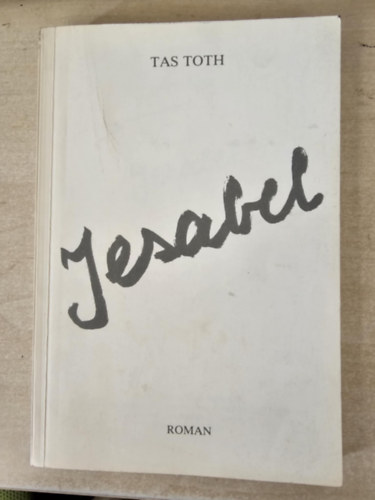 TAS TOTH
Jesabel
ROMAN